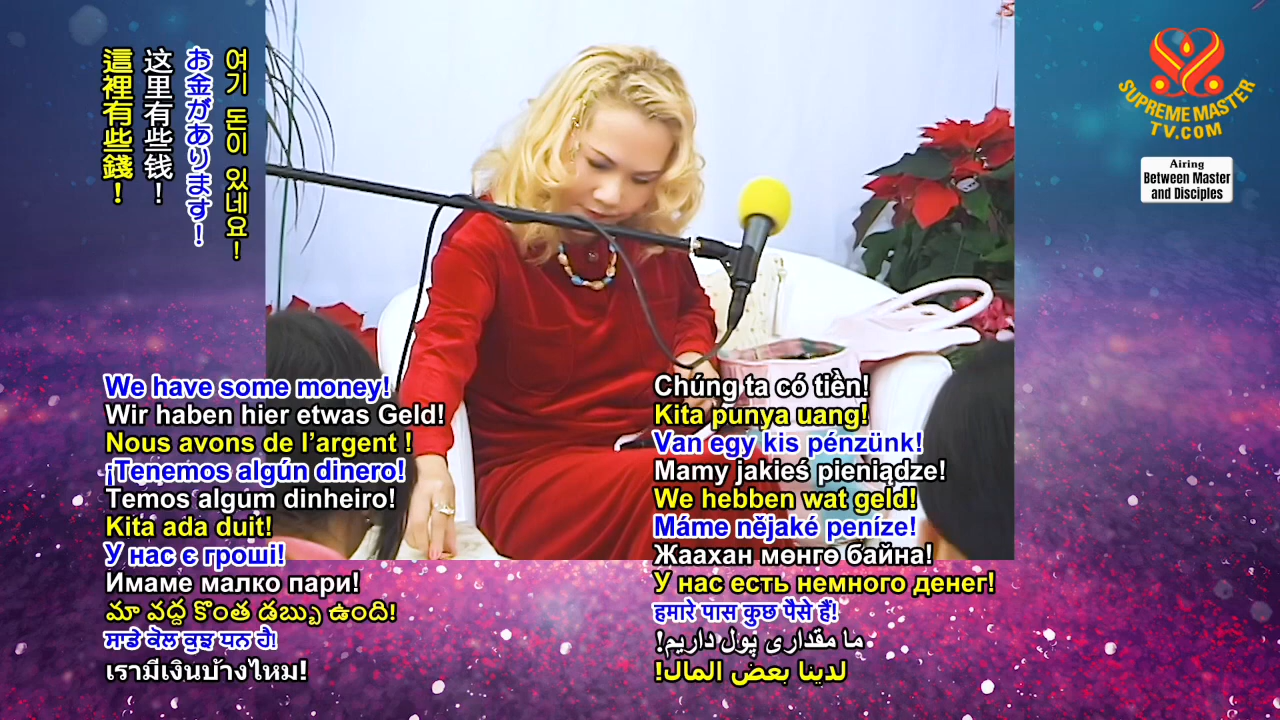 這裡有些錢！
这里有些钱！
お金があります！
여기 돈이 있네요!
SUPREME MASTER
TV.COM
Airing
Between Master
and Disciples
We have some money!
Wir haben hier etwas Geld!
Nous avons de l’argent !
¡Tenemos algún dinero!
Temos algum dinheiro!
Kita ada duit!
У нас є гроші!
Имаме малко пари!
మా వద్ద కొంత డబ్బు ఉంది!
ਸਾਡੇ ਕੋਲ ਕੁਝ ਧਨ ਹੈ!
เรามีเงินบ้างไหม!
Chúng ta có tiền!
Kita punya uang!
Van egy kis pénzünk!
Mamy jakieś pieniądze!
We hebben wat geld!
Máme nějaké peníze!
Жаахан мөнгө байна!
У нас есть немного денег!
हमारे पास कुछ पैसे हैं!
ما مقداری پول داریم!
لدينا بعض المال!